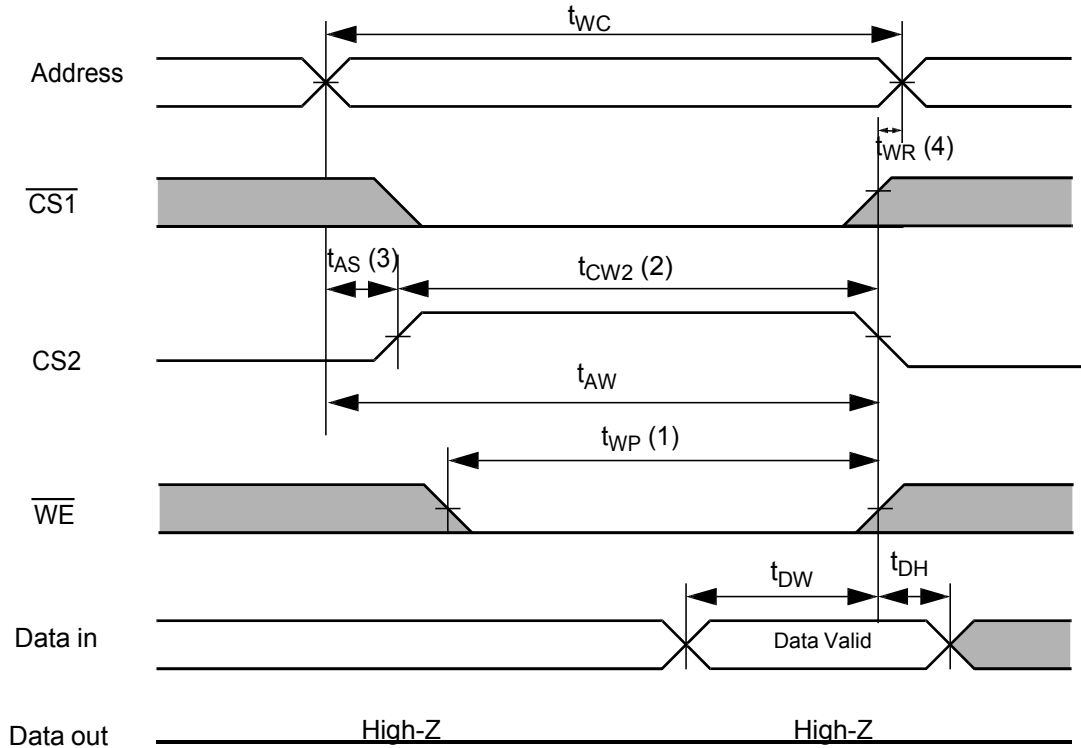 tWC
Address
tWR (4)
CS1
tAS (3)
tCW2 (2)
CS2
tAW
tWP (1)
WE
tDW
tDH
Data in
Data Valid
Data out
High-Z
High-Z